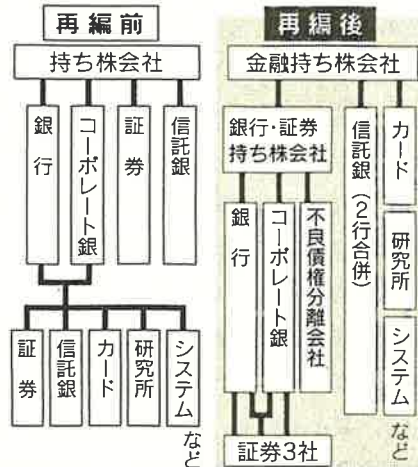 再編前
持ち株会社
銀行
コーポレート銀
証券
信託銀
証券
信託銀
カード
研究所
システム
など
再編後
金融持ち株会社
銀行・証券
持ち株会社
信託銀(2行合併)
カード
研究所
システム
など
銀行
コーポレート銀
不良債権分離会社
証券3社